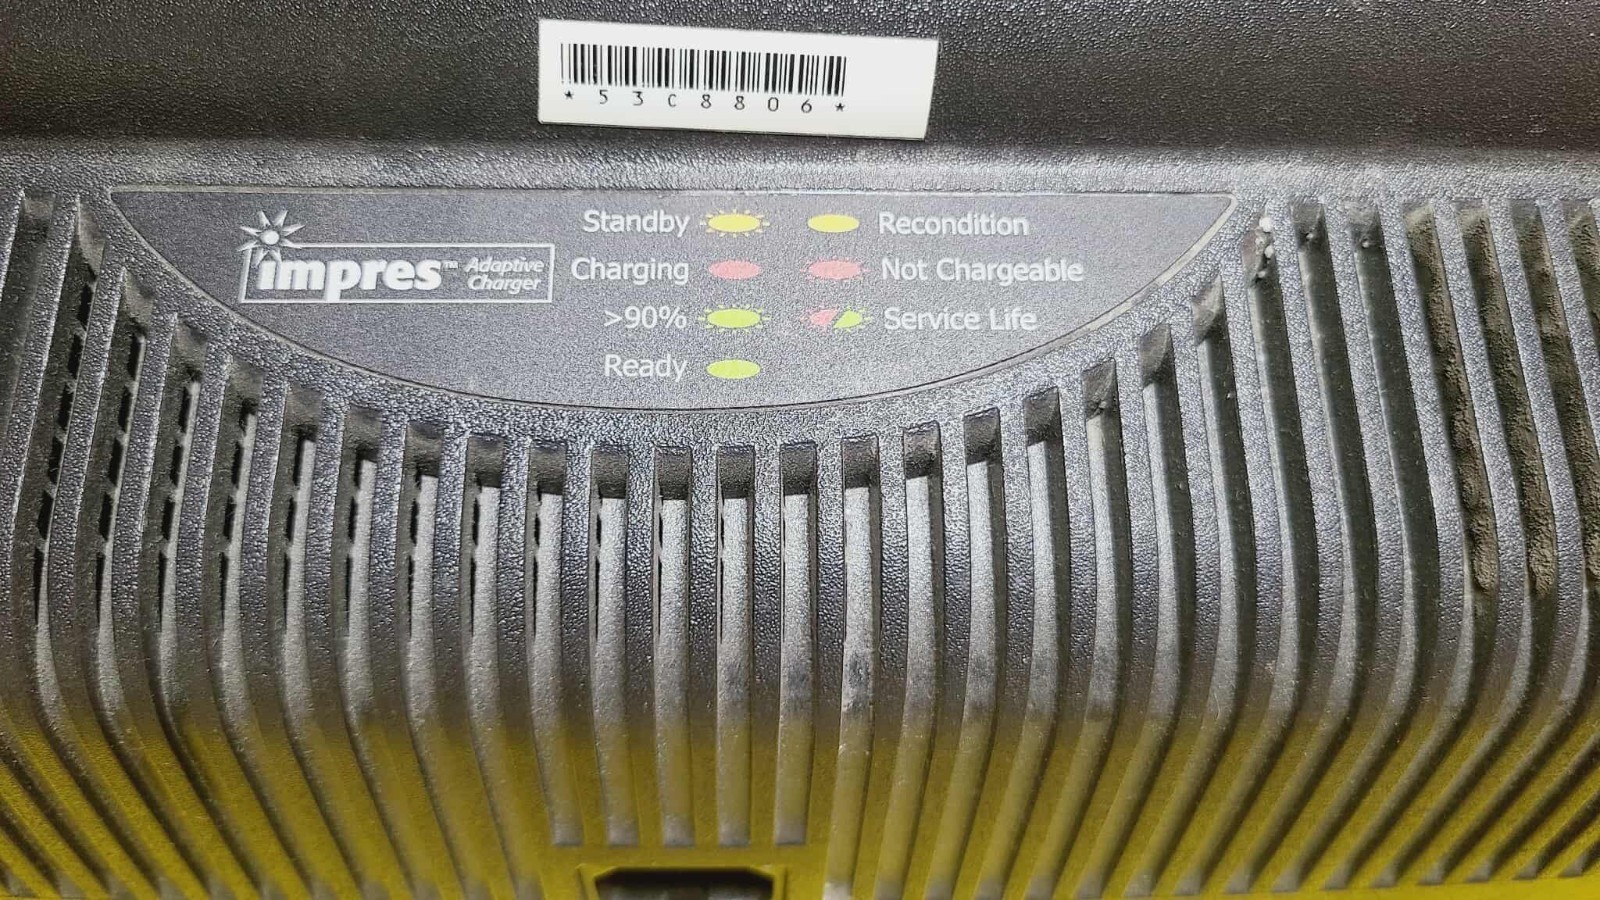 *53C8806*
impres™ Adaptive Charger
Standby
Recondition
Charging
Not Chargeable
>90%
Service Life
Ready